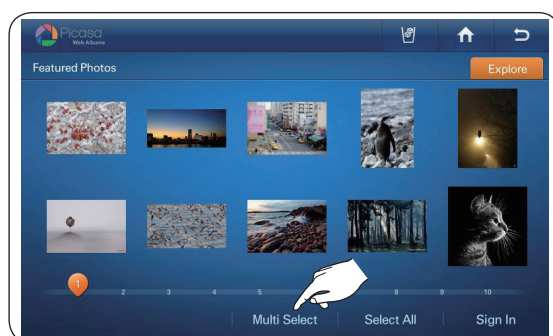 Picasa
Web Albums
Featured Photos
Explore
1 2 3 4 5 8 9 10
Multi Select Select All Sign In